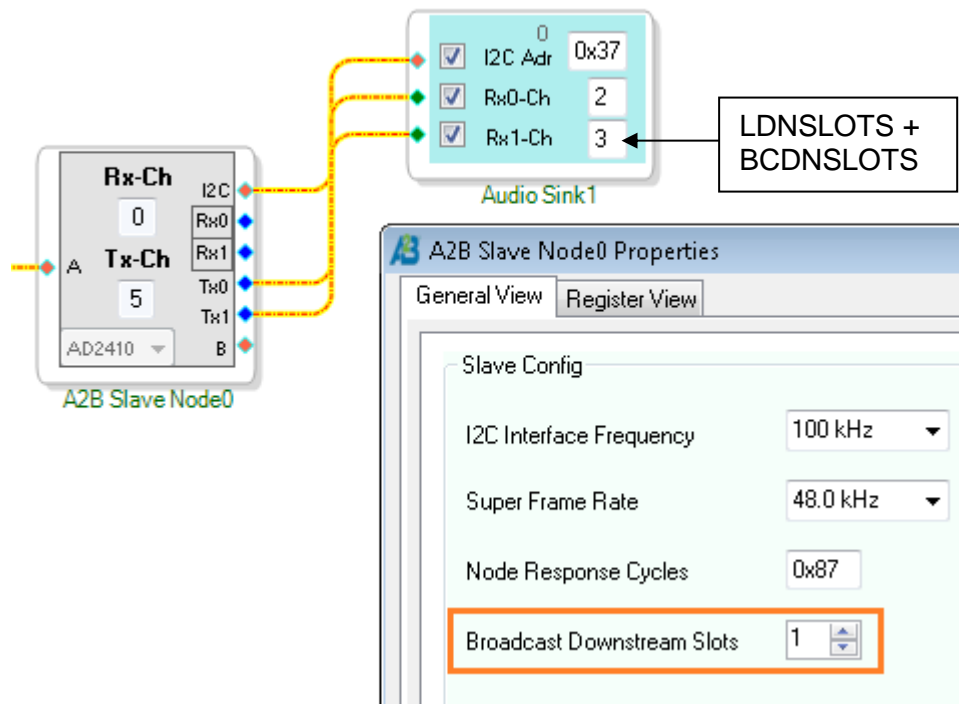 0
I2C Adr 0x37
Rx0-Ch 2
Rx1-Ch 3
Audio Sink1
LDNSLOTS +
BCDNSLOTS
Rx-Ch
0
Tx-Ch
5
A
I2C
Rx0
Rx1
Tx0
Tx1
B
AD2410
A2B Slave Node0
A2B Slave Node0 Properties
General View Register View
Slave Config
I2C Interface Frequency 100 kHz
Super Frame Rate 48.0 kHz
Node Response Cycles 0x87
Broadcast Downstream Slots 1